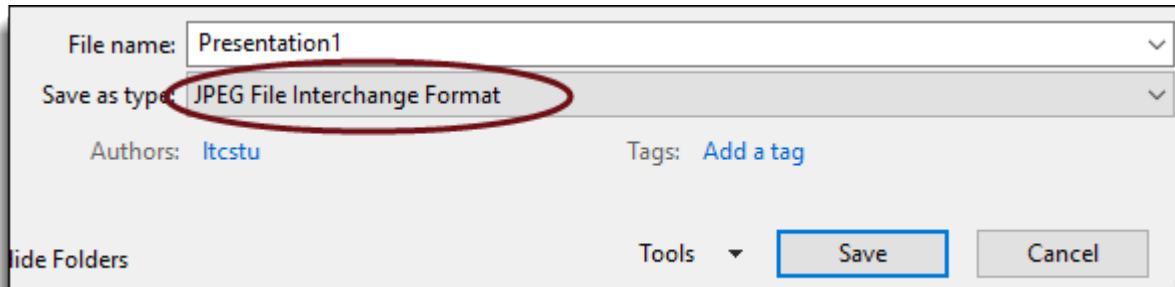 File name: Presentation1
Save as type: JPEG File Interchange Format
Authors: ltcstu Tags: Add a tag
lide Folders Tools Save Cancel